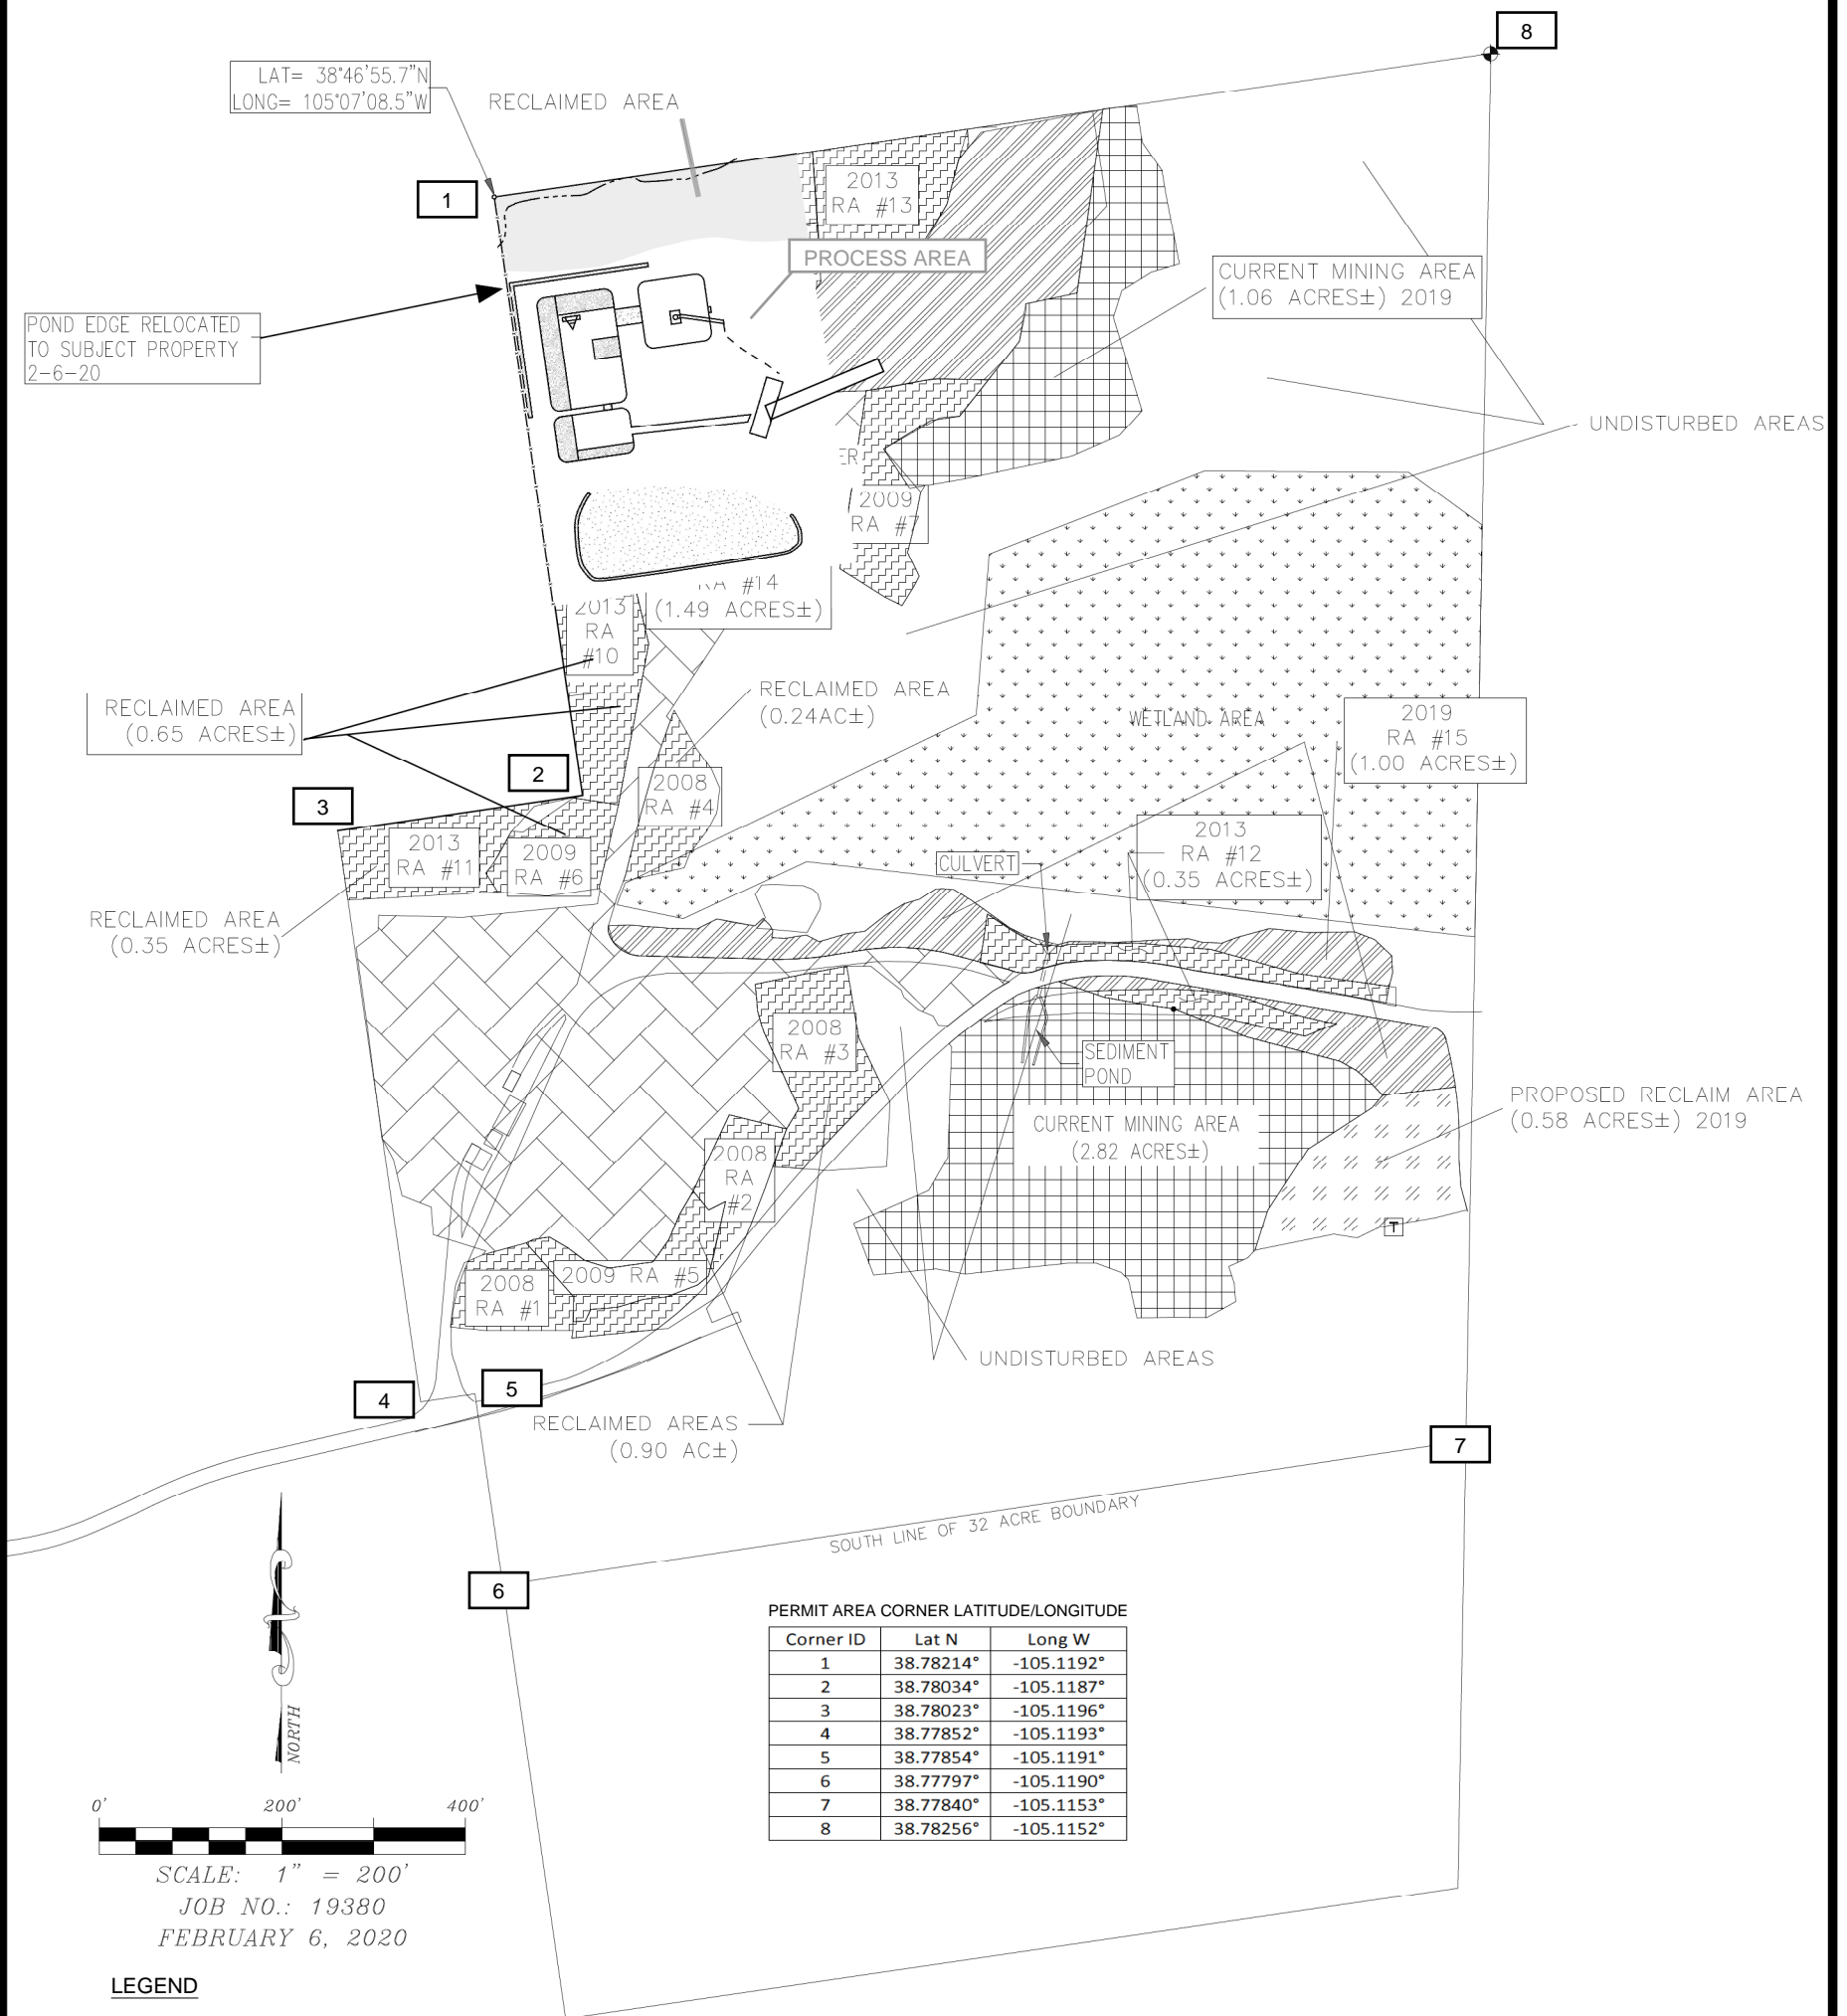 8
LAT= 38°46'55.7"N
LONG= 105°07'08.5"W
RECLAIMED AREA
1
2013
RA #13
PROCESS AREA
CURRENT MINING AREA
(1.06 ACRES±) 2019
POND EDGE RELOCATED
TO SUBJECT PROPERTY
2-6-20
UNDISTURBED AREAS
ER
2009
RA #7
RA #14
(1.49 ACRES±)
2013
RA
#10
RECLAIMED AREA
(0.65 ACRES±)
RECLAIMED AREA
(0.24AC±)
WETLAND AREA
2019
RA #15
(1.00 ACRES±)
2
3
2008
RA #4
2013
RA #11
2009
RA #6
CULVERT
2013
RA #12
(0.35 ACRES±)
RECLAIMED AREA
(0.35 ACRES±)
2008
RA #3
SEDIMENT
POND
CURRENT MINING AREA
(2.82 ACRES±)
PROPOSED RECLAIM AREA
(0.58 ACRES±) 2019
2008
RA
#2
T
2009 RA #5
2008
RA #1
UNDISTURBED AREAS
4
5
RECLAIMED AREAS
(0.90 AC±)
7
SOUTH LINE OF 32 ACRE BOUNDARY
6
NORTH
PERMIT AREA CORNER LATITUDE/LONGITUDE
Corner ID Lat N Long W
1 38.78214° -105.1192°
2 38.78034° -105.1187°
3 38.78023° -105.1196°
4 38.77852° -105.1193°
5 38.77854° -105.1191°
6 38.77797° -105.1190°
7 38.77840° -105.1153°
8 38.78256° -105.1152°
0' 200' 400'
SCALE: 1" = 200'
JOB NO.: 19380
FEBRUARY 6, 2020
LEGEND